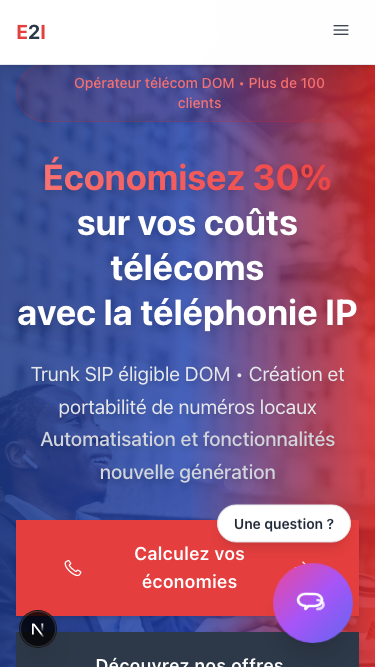 E2I
Opérateur télécom DOM • Plus de 100
clients
Économisez 30%
sur vos coûts
télécoms
avec la téléphonie IP
Trunk SIP éligible DOM • Création et
portabilité de numéros locaux
Automatisation et fonctionnalités
nouvelle génération
Une question ?
Calculez vos
économies
N
Découvrez nos offres